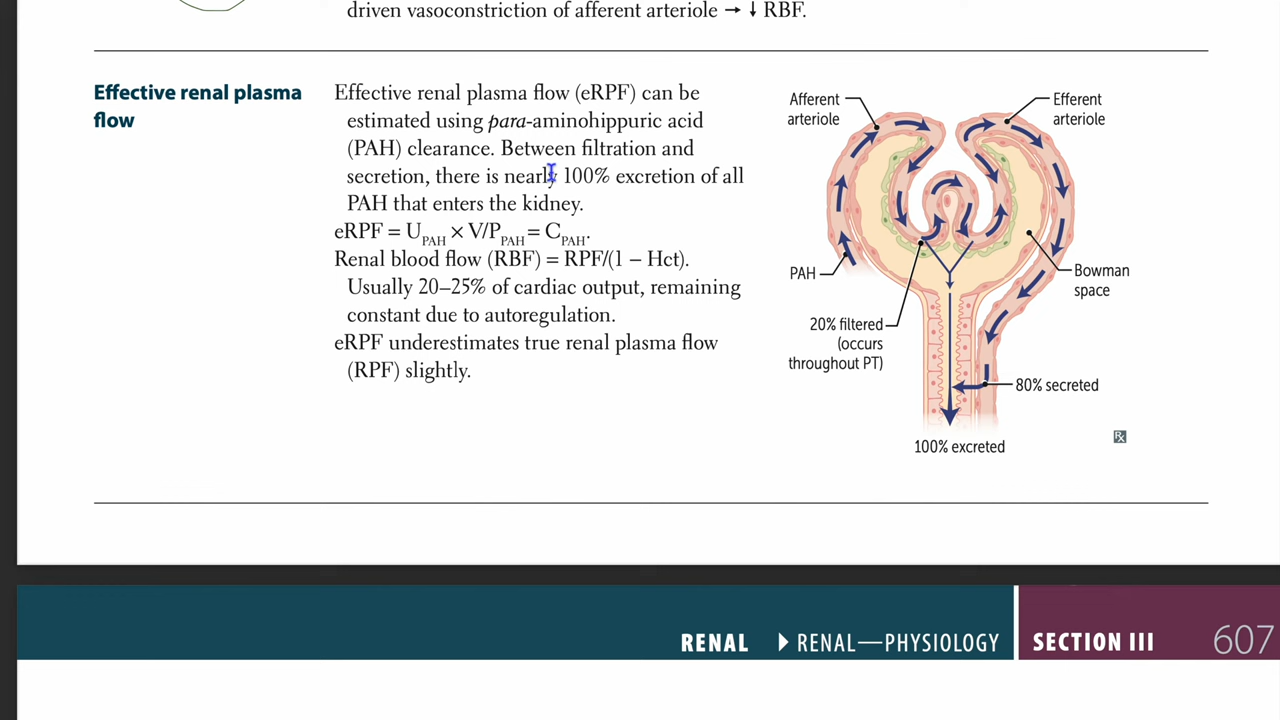 driven vasoconstriction of afferent arteriole → ↓ RBF.
Effective renal plasma
flow
Effective renal plasma flow (eRPF) can be
estimated using para-aminohippuric acid
(PAH) clearance. Between filtration and
secretion, there is nearly 100% excretion of all
PAH that enters the kidney.
eRPF = UPAH × V/PPAH = CPAH.
Renal blood flow (RBF) = RPF/(1 – Hct).
Usually 20–25% of cardiac output, remaining
constant due to autoregulation.
eRPF underestimates true renal plasma flow
(RPF) slightly.
Afferent
arteriole
Efferent
arteriole
PAH
Bowman
space
20% filtered
(occurs
throughout PT)
80% secreted
100% excreted
Rx
RENAL ▶ RENAL—PHYSIOLOGY SECTION III 607